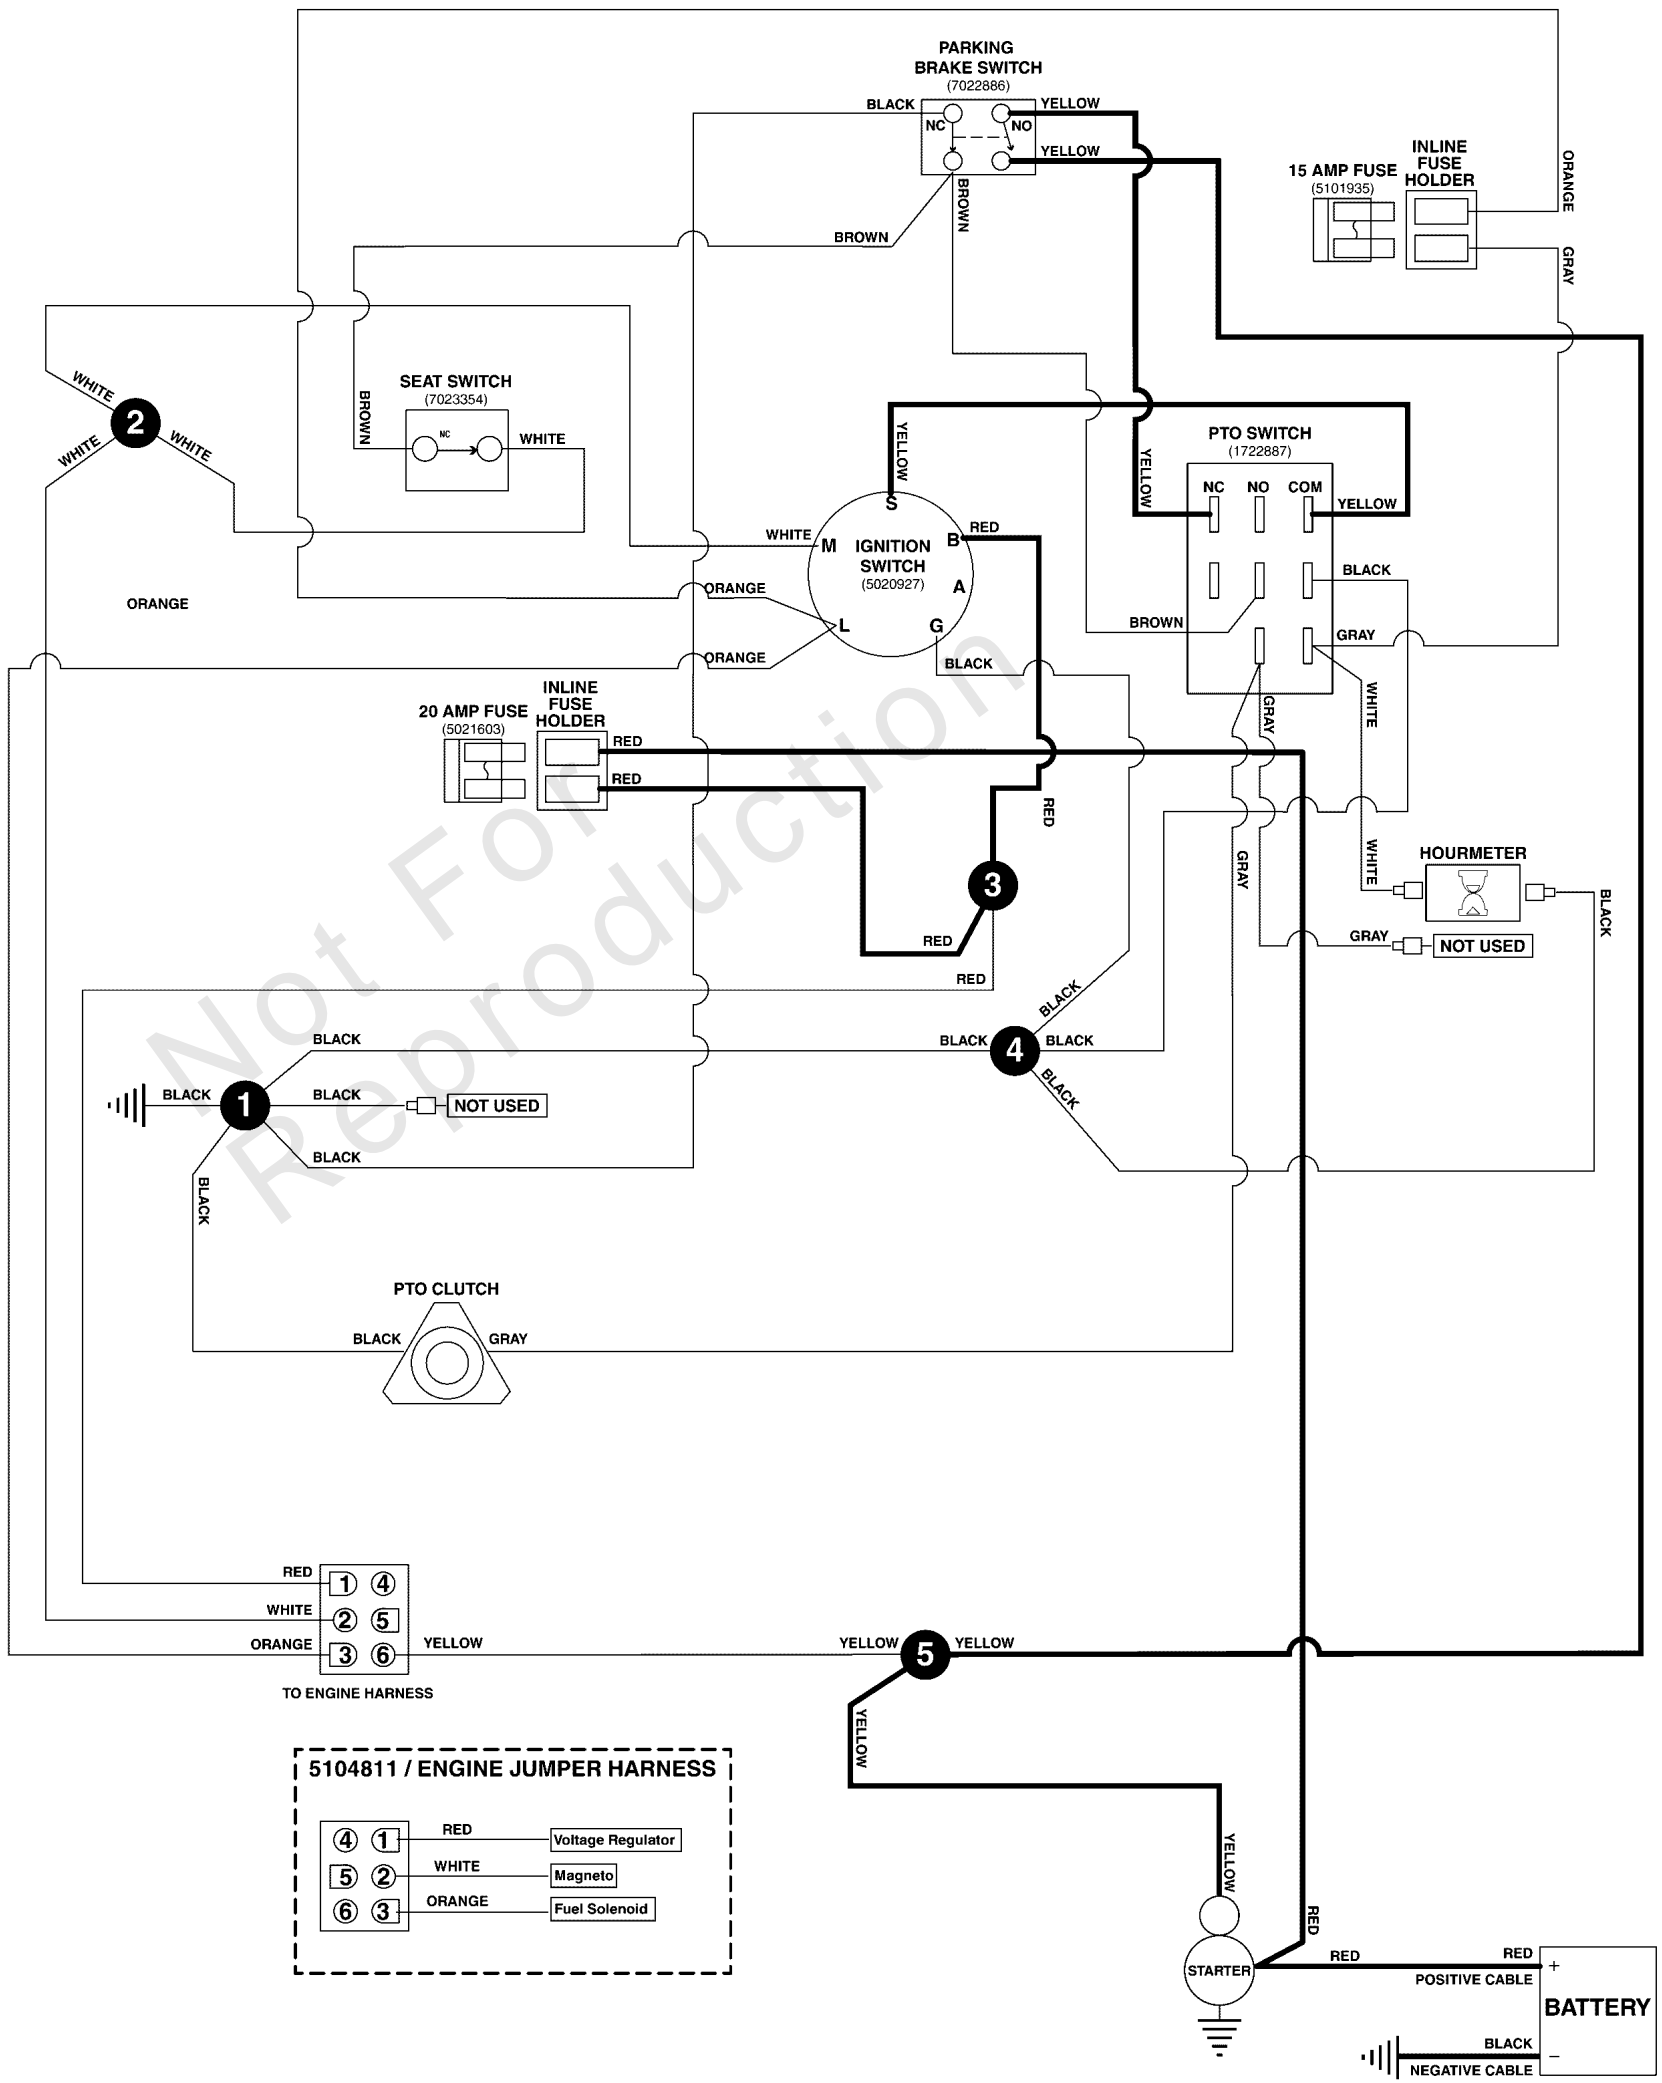 PARKING
BRAKE SWITCH
(7022886)
BLACK
YELLOW
NC
NO
YELLOW
BROWN
BROWN
15 AMP FUSE
(5101935)
INLINE
FUSE
HOLDER
ORANGE
GRAY
WHITE
2
WHITE
WHITE
SEAT SWITCH
(7023354)
BROWN
NC
WHITE
YELLOW
S
WHITE
M
IGNITION
SWITCH
(5020927)
B
RED
A
L
G
ORANGE
ORANGE
ORANGE
BLACK
PTO SWITCH
(1722887)
YELLOW
NC
NO
COM
YELLOW
BLACK
BROWN
GRAY
GRAY
WHITE
20 AMP FUSE
(5021603)
INLINE
FUSE
HOLDER
RED
RED
RED
3
RED
RED
GRAY
WHITE
HOURMETER
BLACK
GRAY
NOT USED
BLACK
BLACK
BLACK
4
BLACK
BLACK
BLACK
1
BLACK
NOT USED
BLACK
BLACK
PTO CLUTCH
BLACK
GRAY
Not For
Reproduction
RED
1
4
WHITE
2
5
ORANGE
3
6
YELLOW
TO ENGINE HARNESS
YELLOW
5
YELLOW
YELLOW
5104811 / ENGINE JUMPER HARNESS
4
1
RED
Voltage Regulator
5
2
WHITE
Magneto
6
3
ORANGE
Fuel Solenoid
YELLOW
RED
STARTER
RED
RED
+
POSITIVE CABLE
BATTERY
BLACK
–
NEGATIVE CABLE